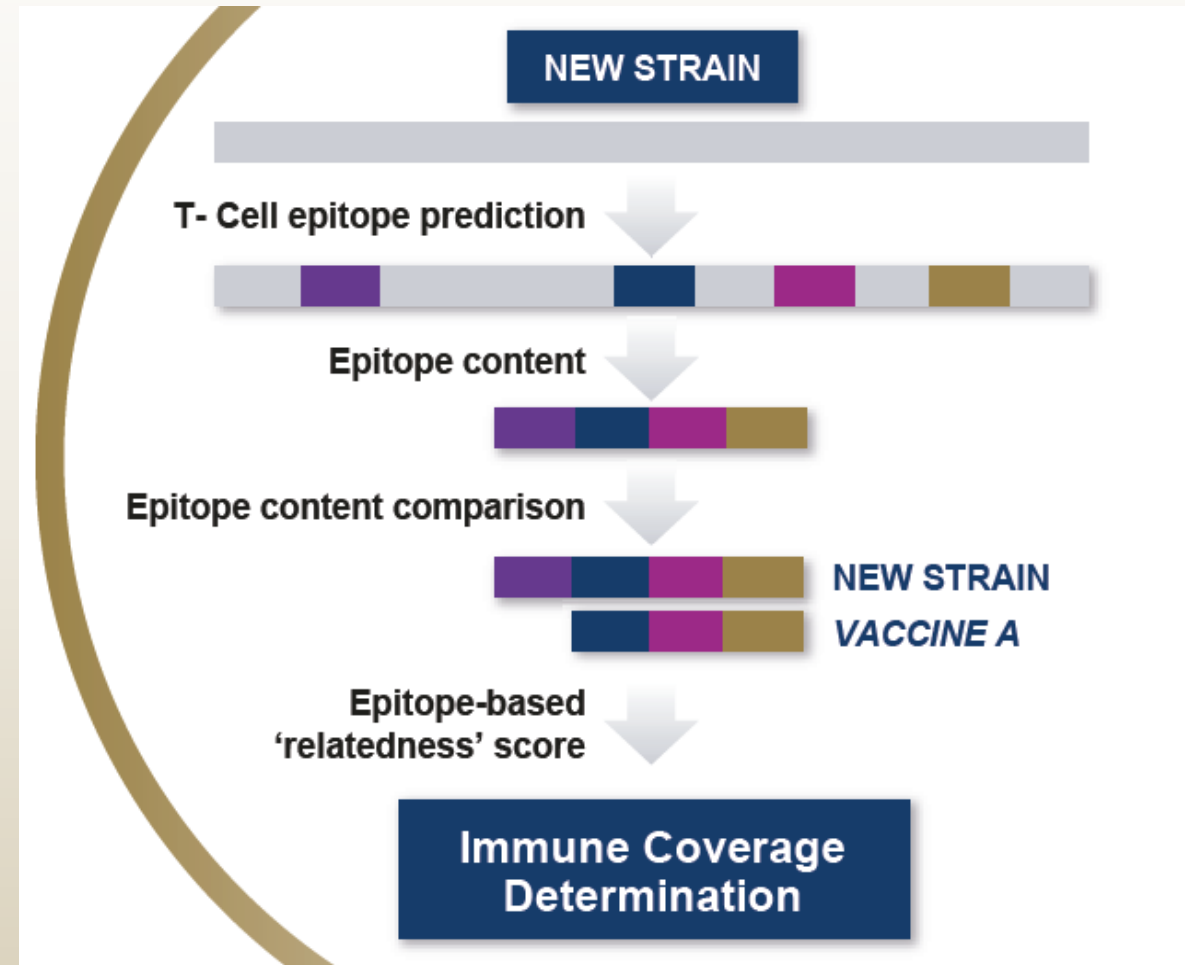 NEW STRAIN
T- Cell epitope prediction
Epitope content
Epitope content comparison
NEW STRAIN
VACCINE A
Epitope-based
‘relatedness’ score
Immune Coverage
Determination